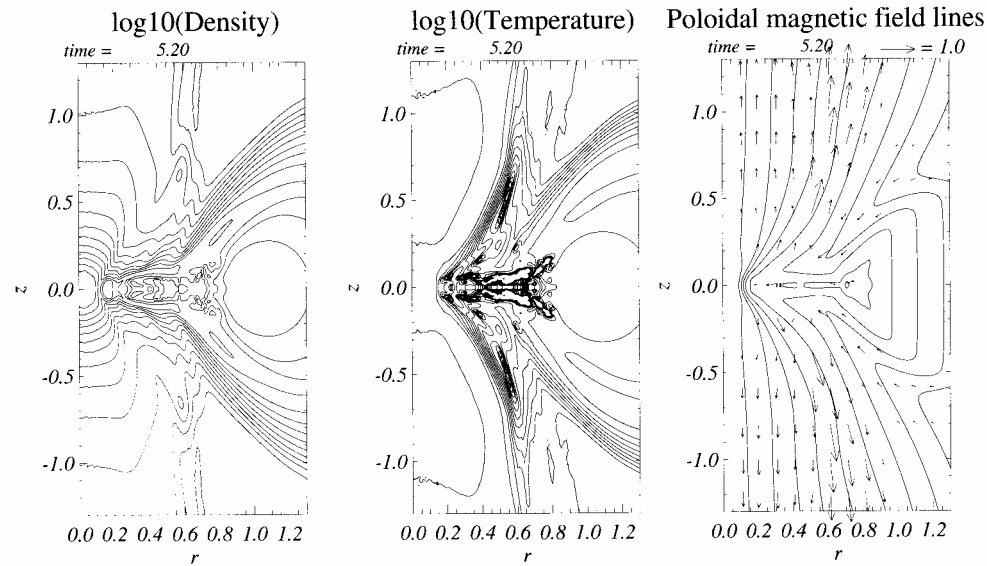 log10(Density)
time = 5.20
1.0
0.5
0.0
-0.5
-1.0
z
0.0 0.2 0.4 0.6 0.8 1.0 1.2
r
log10(Temperature)
time = 5.20
1.0
0.5
0.0
-0.5
-1.0
z
0.0 0.2 0.4 0.6 0.8 1.0 1.2
r
Poloidal magnetic field lines
time = 5.20 = 1.0
1.0
0.5
0.0
-0.5
-1.0
z
0.0 0.2 0.4 0.6 0.8 1.0 1.2
r